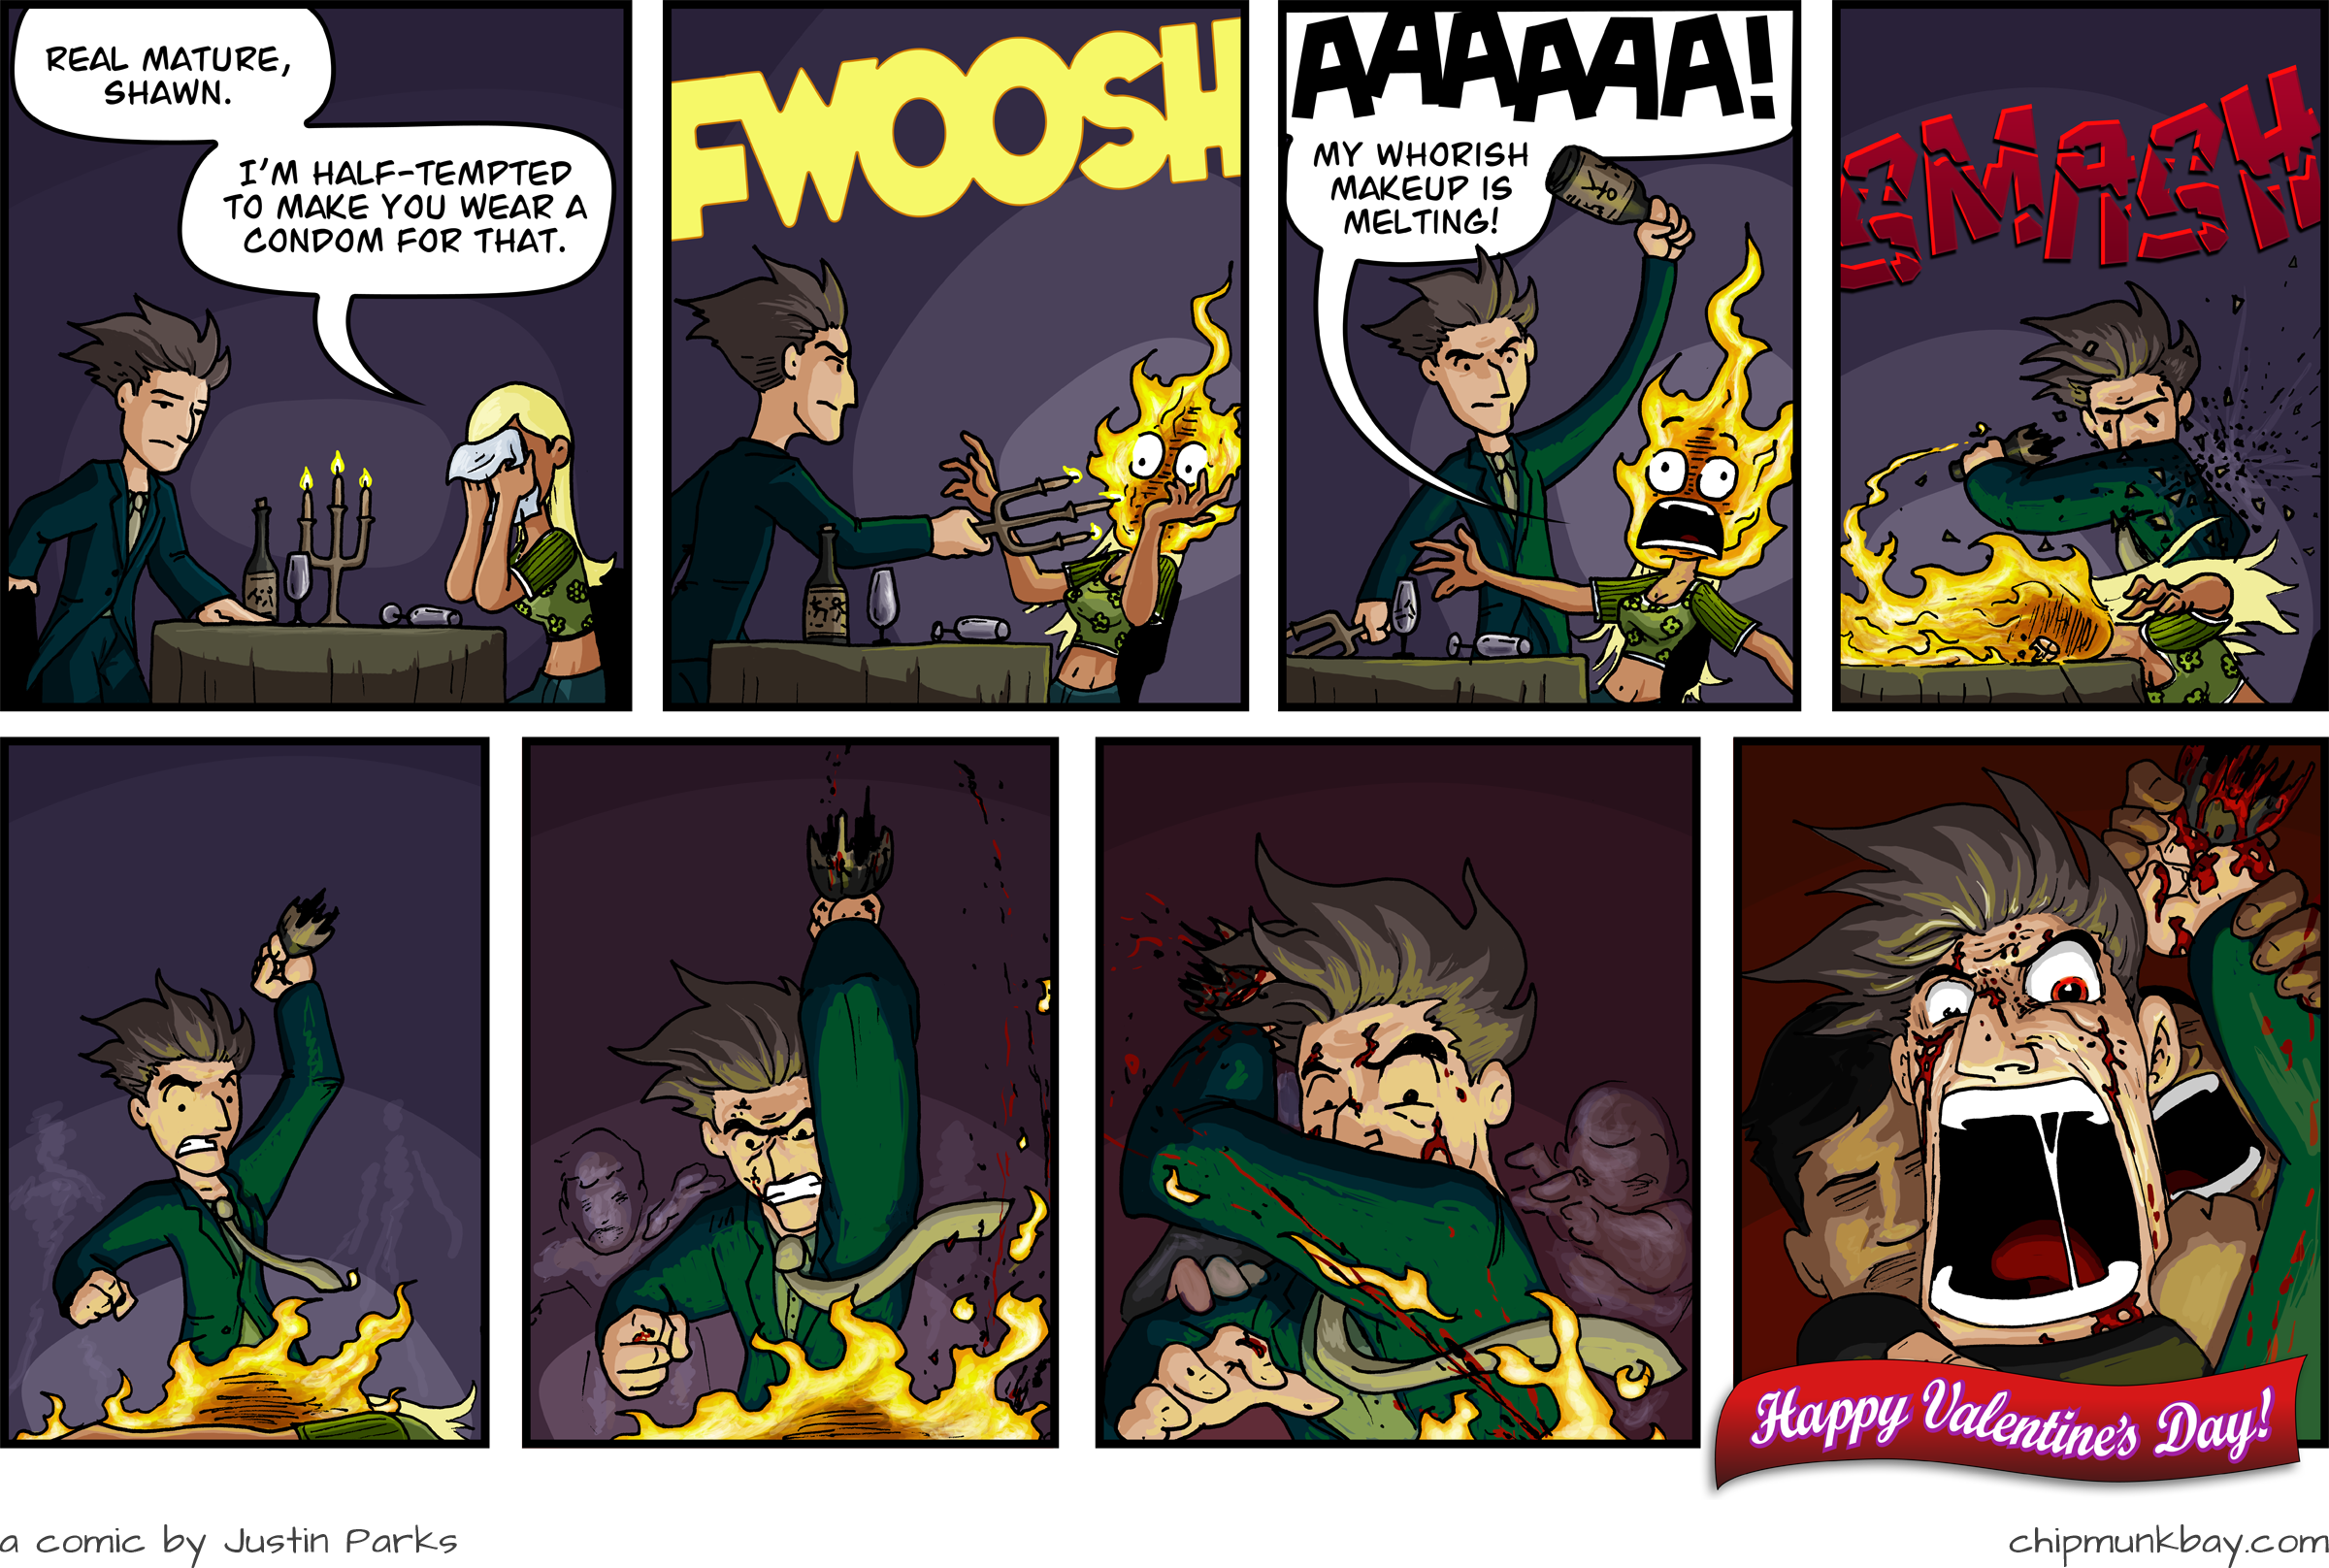 REAL MATURE,
SHAWN.
I'M HALF-TEMPTED
TO MAKE YOU WEAR A
CONDOM FOR THAT.
FWOOSH
AAAAAA!
MY WHORISH
MAKEUP IS
MELTING!
SMASH
Happy Valentine's Day!
a comic by Justin Parks
chipmunkbay.com